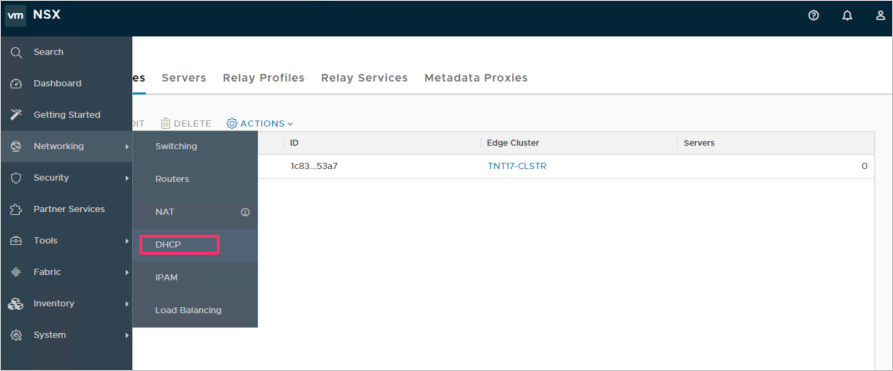 vm NSX
Search
Dashboard
Getting Started
Networking
Security
Partner Services
Tools
Fabric
Inventory
System
Switching
Routers
NAT
DHCP
IPAM
Load Balancing
es Servers Relay Profiles Relay Services Metadata Proxies
DIT DELETE ACTIONS
ID Edge Cluster Servers
1c83...53a7 TNT17-CLSTR 0